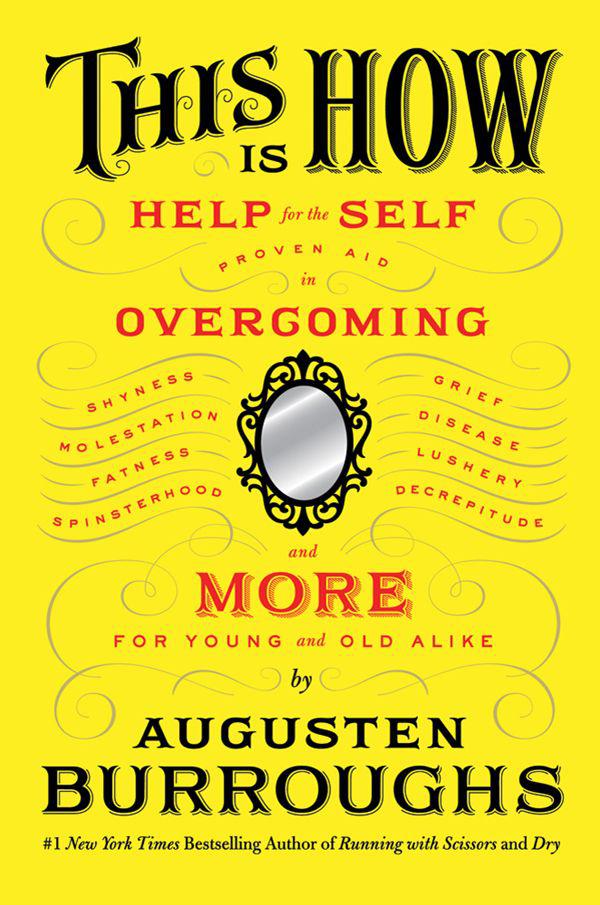 THIS IS HOW
HELP for the SELF
PROVEN AID
in
OVERCOMING
SHYNESS
MOLESTATION
FATNESS
SPINSTERHOOD
GRIEF
DISEASE
LUSHERY
DECREPITUDE
and
MORE
FOR YOUNG and OLD ALIKE
by
AUGUSTEN
BURROUGHS
#1 New York Times Bestselling Author of Running with Scissors and Dry